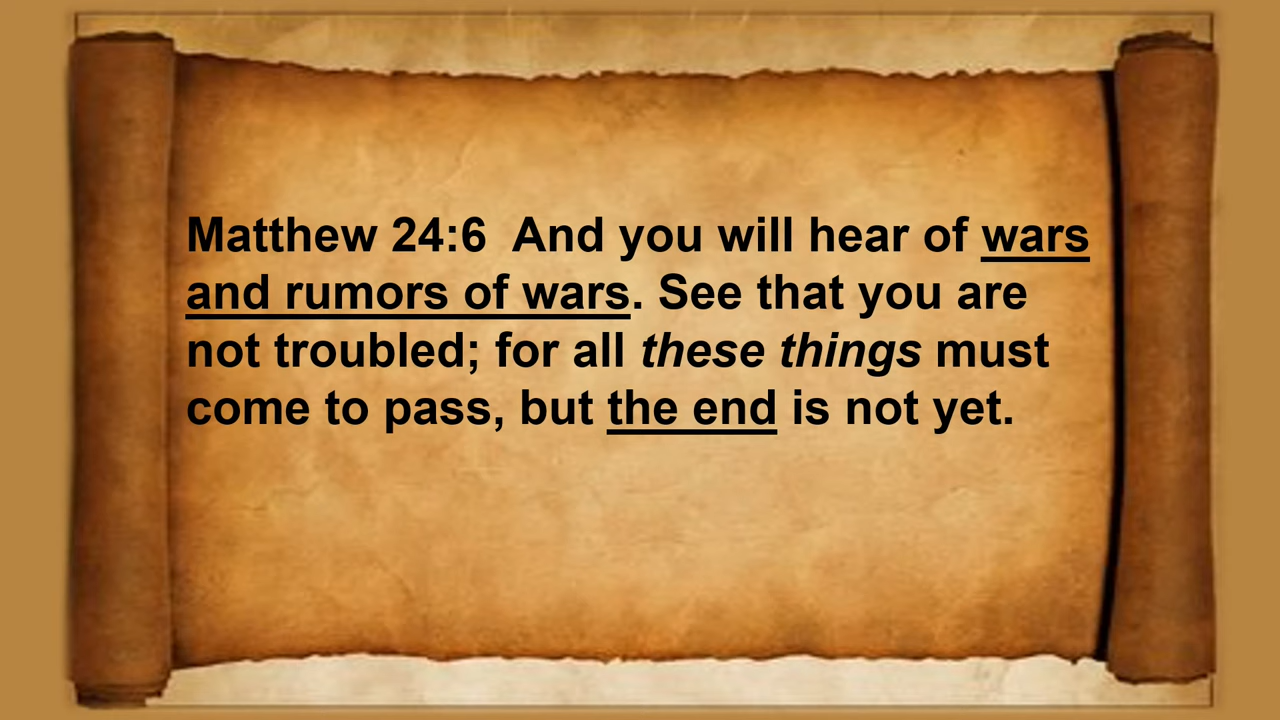 Matthew 24:6  And you will hear of wars
and rumors of wars. See that you are
not troubled; for all these things must
come to pass, but the end is not yet.